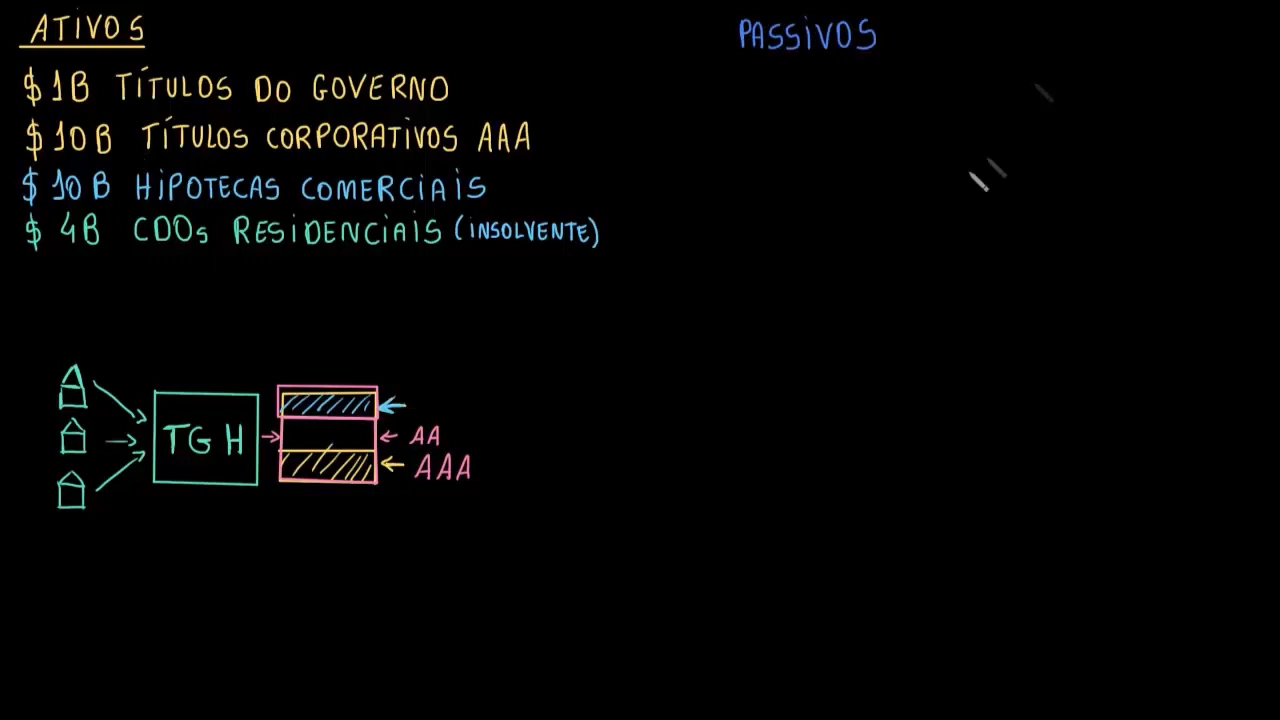 ATIVOS
PASSIVOS
$ 1B TÍTULOS DO GOVERNO
$ 10B TÍTULOS CORPORATIVOS AAA
$ 10B HIPOTECAS COMERCIAIS
$ 4B CDOs RESIDENCIAIS (INSOLVENTE)
TGH
AA
AAA